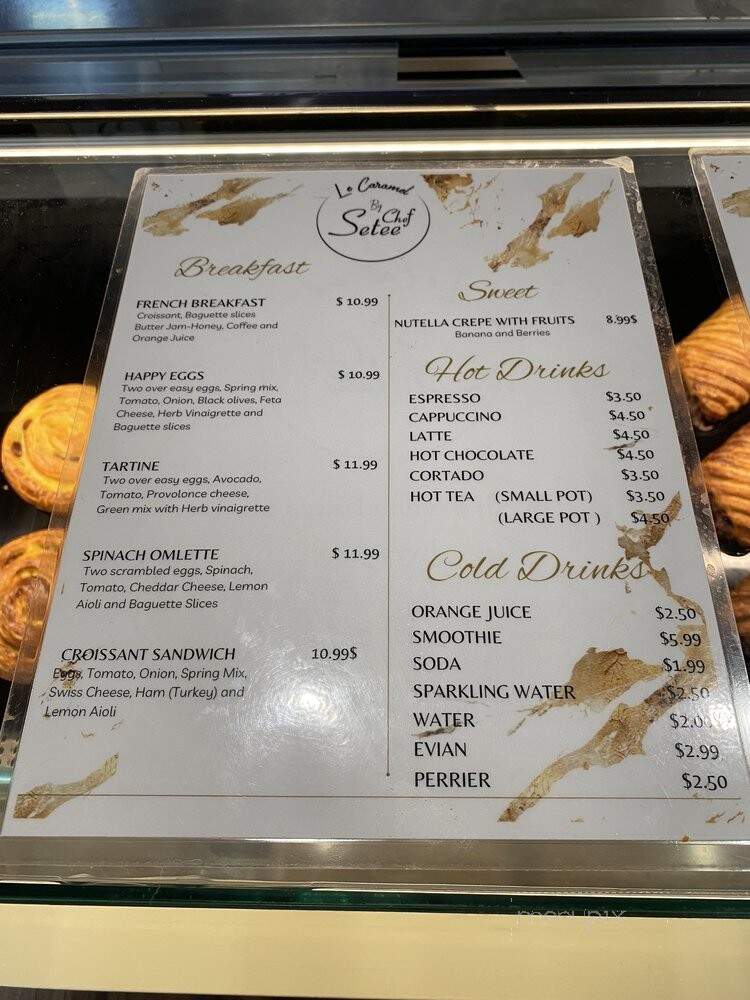 Le Caramel
By
Chef
Setee
Breakfast
FRENCH BREAKFAST $ 10.99
Croissant, Baguette slices
Butter Jam-Honey, Coffee and
Orange Juice
HAPPY EGGS $ 10.99
Two over easy eggs, Spring mix,
Tomato, Onion, Black olives, Feta
Cheese, Herb Vinaigrette and
Baguette slices
TARTINE $ 11.99
Two over easy eggs, Avocado,
Tomato, Provolonce cheese,
Green mix with Herb vinaigrette
SPINACH OMLETTE $ 11.99
Two scrambled eggs, Spinach,
Tomato, Cheddar Cheese, Lemon
Aioli and Baguette Slices
CROISSANT SANDWICH 10.99$
Eggs, Tomato, Onion, Spring Mix,
Swiss Cheese, Ham (Turkey) and
Lemon Aioli
Sweet
NUTELLA CREPE WITH FRUITS 8.99$
Banana and Berries
Hot Drinks
ESPRESSO $3.50
CAPPUCCINO $4.50
LATTE $4.50
HOT CHOCOLATE $4.50
CORTADO $3.50
HOT TEA (SMALL POT) $3.50
(LARGE POT ) $4.50
Cold Drinks
ORANGE JUICE $2.50
SMOOTHIE $5.99
SODA $1.99
SPARKLING WATER $2.50
WATER $2.00
EVIAN $2.99
PERRIER $2.50
menupix